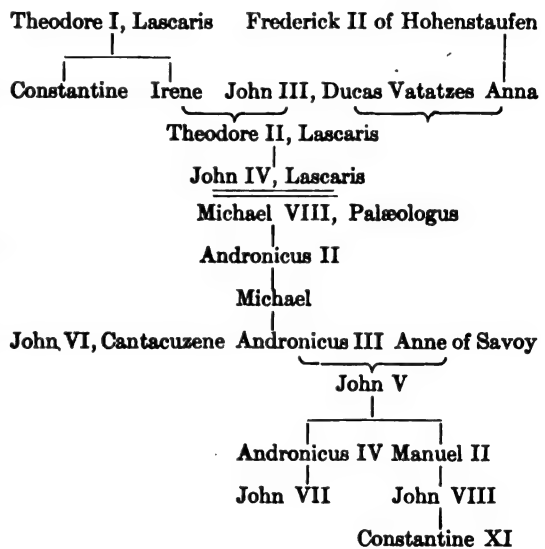 Theodore I, Lascaris Frederick II of Hohenstaufen
Constantine Irene John III, Ducas Vatatzes Anna
Theodore II, Lascaris
John IV, Lascaris
Michael VIII, Palæologus
Andronicus II
Michael
John VI, Cantacuzene Andronicus III Anne of Savoy
John V
Andronicus IV Manuel II
John VII John VIII
Constantine XI